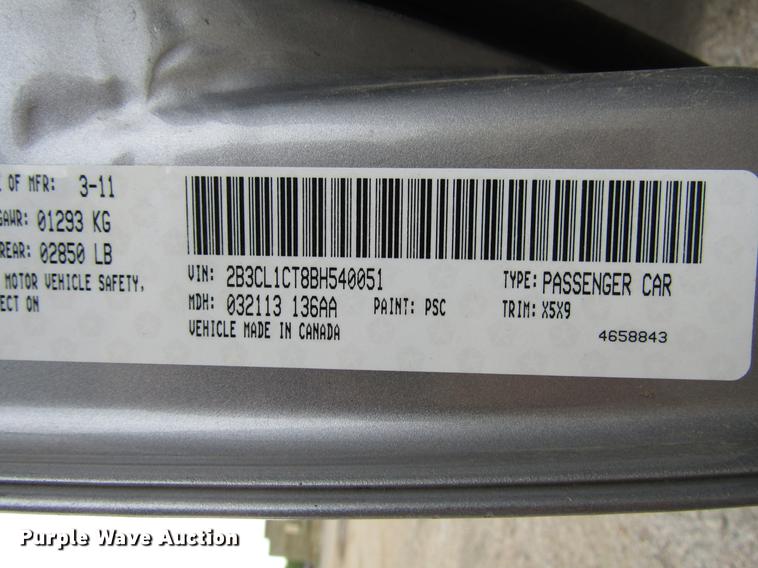 OF MFR: 3-11
GAWR: 01293 KG
REAR: 02850 LB
MOTOR VEHICLE SAFETY,
ECT ON
VIN: 2B3CL1CT8BH540051 TYPE: PASSENGER CAR
MDH: 032113 136AA PAINT: PSC TRIM: X5X9
VEHICLE MADE IN CANADA 4658843
Purple Wave Auction